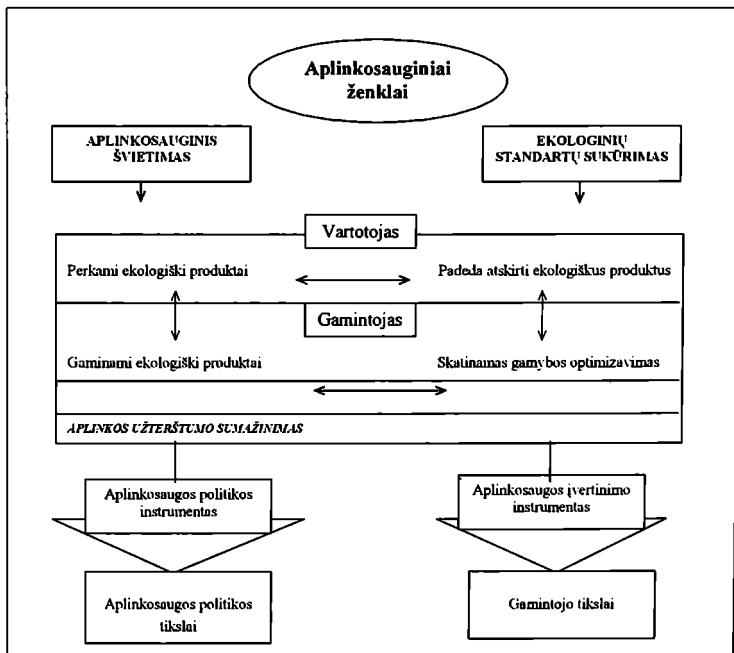 Aplinkosauginiai
ženklai
APLINKOSAUGINIS
ŠVIETIMAS
EKOLOGINIŲ
STANDARTŲ SUKŪRIMAS
Vartotojas
Perkami ekologiški produktai
Padeda atskirti ekologiškus produktus
Gamintojas
Gaminami ekologiški produktai
Skatinamas gamybos optimizavimas
APLINKOS UŽTERŠTUMO SUMAŽINIMAS
Aplinkosaugos politikos
instrumentas
Aplinkosaugos įvertinimo
instrumentas
Aplinkosaugos politikos
tikslai
Gamintojo tikslai